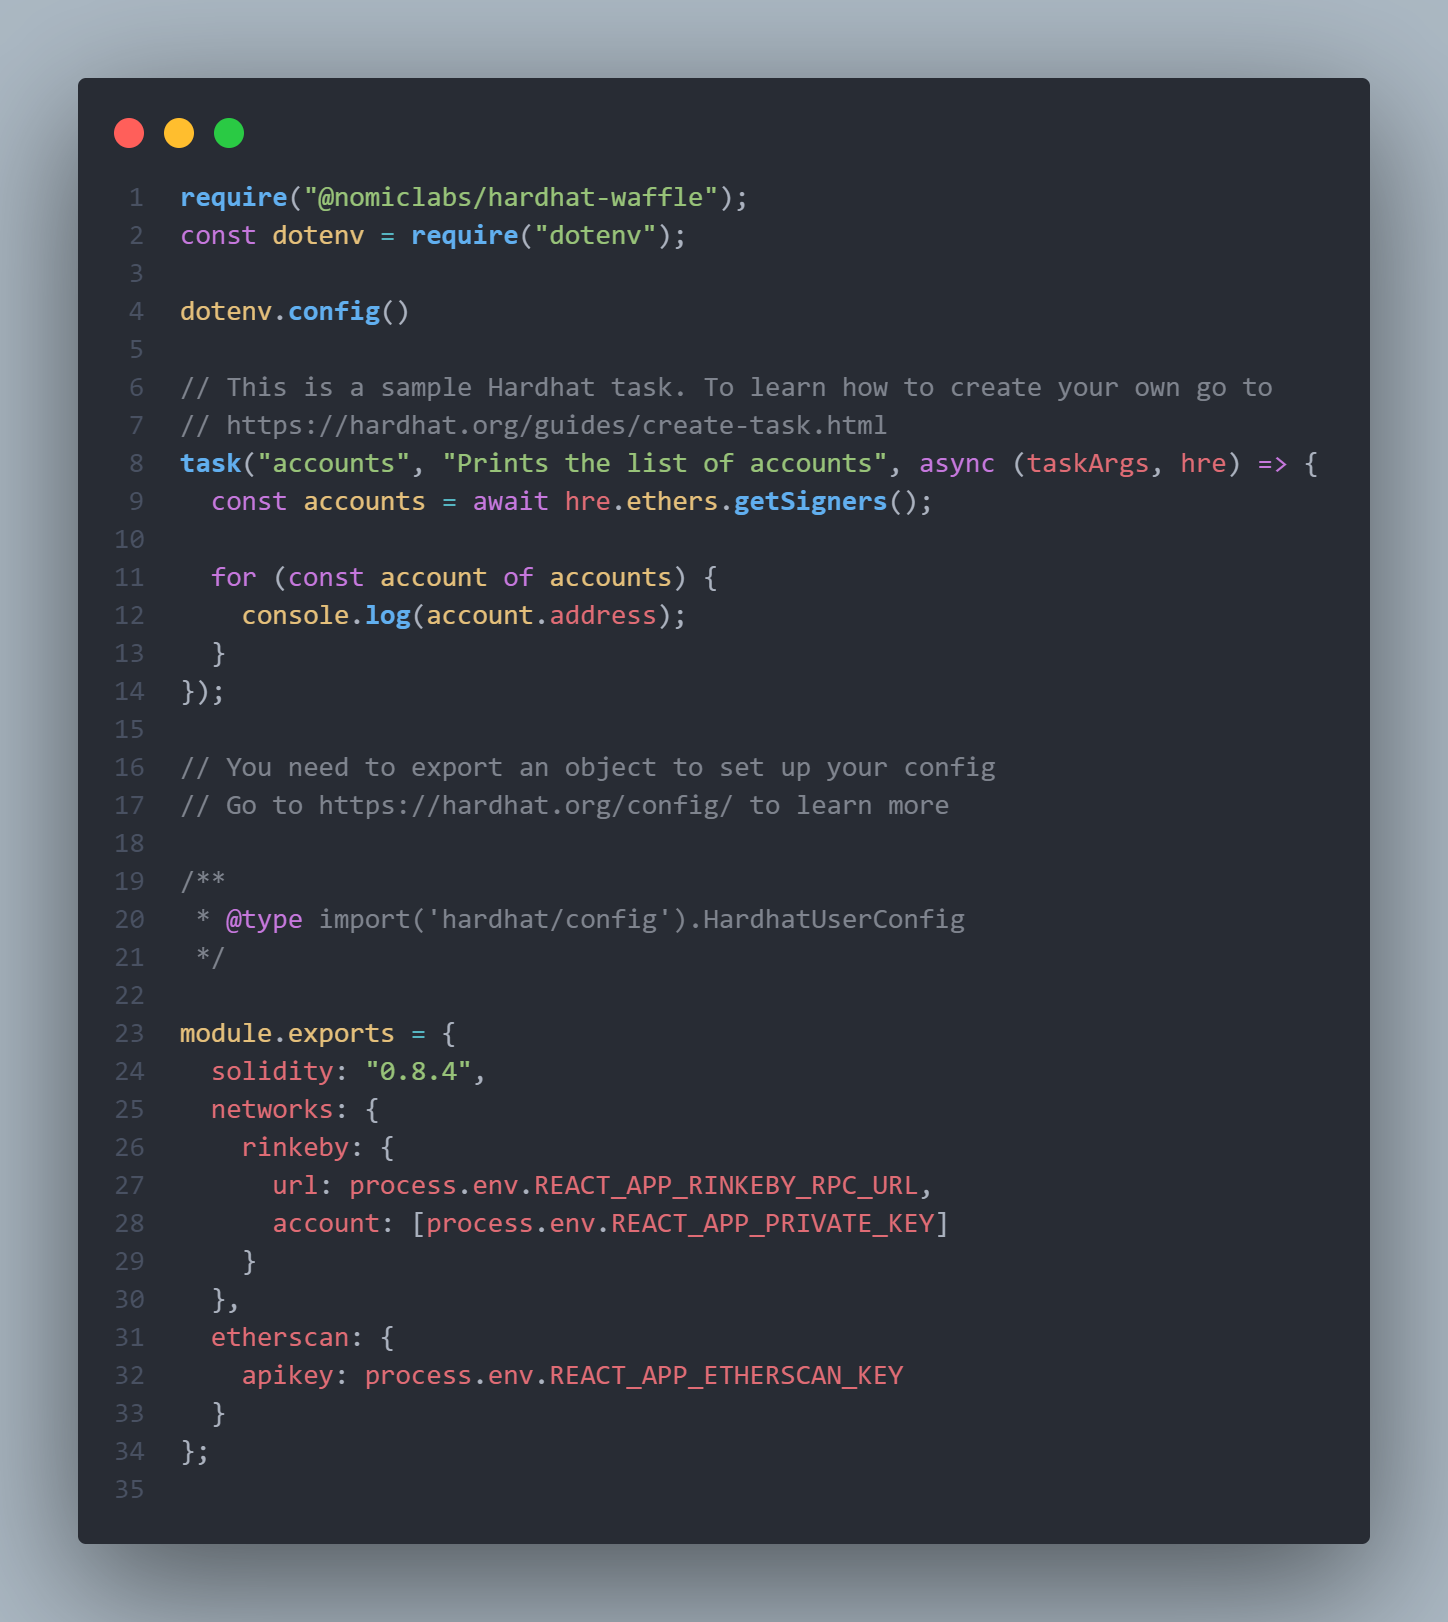 1 require("@nomiclabs/hardhat-waffle");
2 const dotenv = require("dotenv");
3
4 dotenv.config()
5
6 // This is a sample Hardhat task. To learn how to create your own go to
7 // https://hardhat.org/guides/create-task.html
8 task("accounts", "Prints the list of accounts", async (taskArgs, hre) => {
9   const accounts = await hre.ethers.getSigners();
10
11   for (const account of accounts) {
12     console.log(account.address);
13   }
14 });
15
16 // You need to export an object to set up your config
17 // Go to https://hardhat.org/config/ to learn more
18
19 /**
20  * @type import('hardhat/config').HardhatUserConfig
21  */
22
23 module.exports = {
24   solidity: "0.8.4",
25   networks: {
26     rinkeby: {
27       url: process.env.REACT_APP_RINKEBY_RPC_URL,
28       account: [process.env.REACT_APP_PRIVATE_KEY]
29     }
30   },
31   etherscan: {
32     apikey: process.env.REACT_APP_ETHERSCAN_KEY
33   }
34 };
35